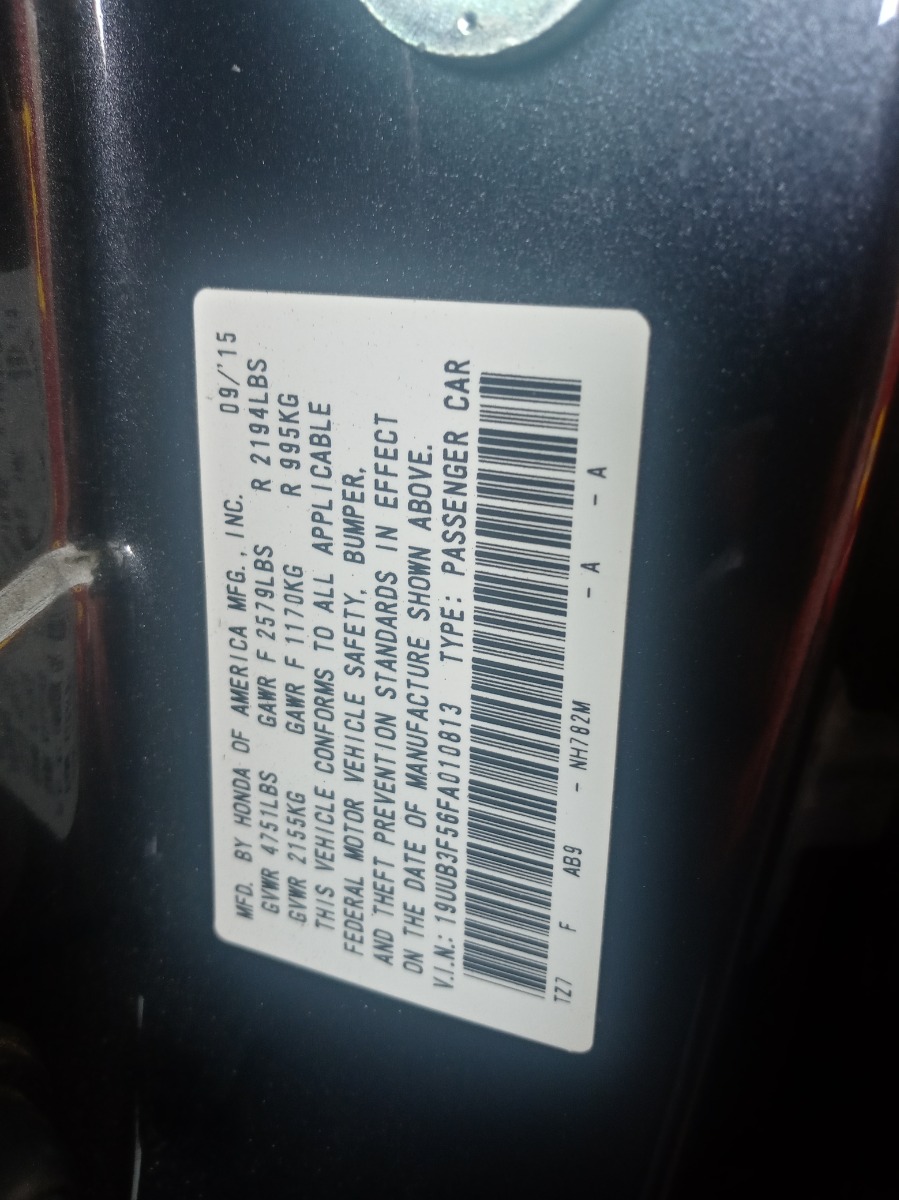 MFD. BY HONDA OF AMERICA MFG., INC. 09/'15
GVWR 4751LBS GAWR F 2579LBS R 2194LBS
GVWR 2155KG GAWR F 1170KG R 995KG
THIS VEHICLE CONFORMS TO ALL APPLICABLE
FEDERAL MOTOR VEHICLE SAFETY, BUMPER,
AND THEFT PREVENTION STANDARDS IN EFFECT
ON THE DATE OF MANUFACTURE SHOWN ABOVE.
V.I.N.: 19UUB3F56FA010813 TYPE: PASSENGER CAR
TZ7 F AB9 - NH782M - A - A